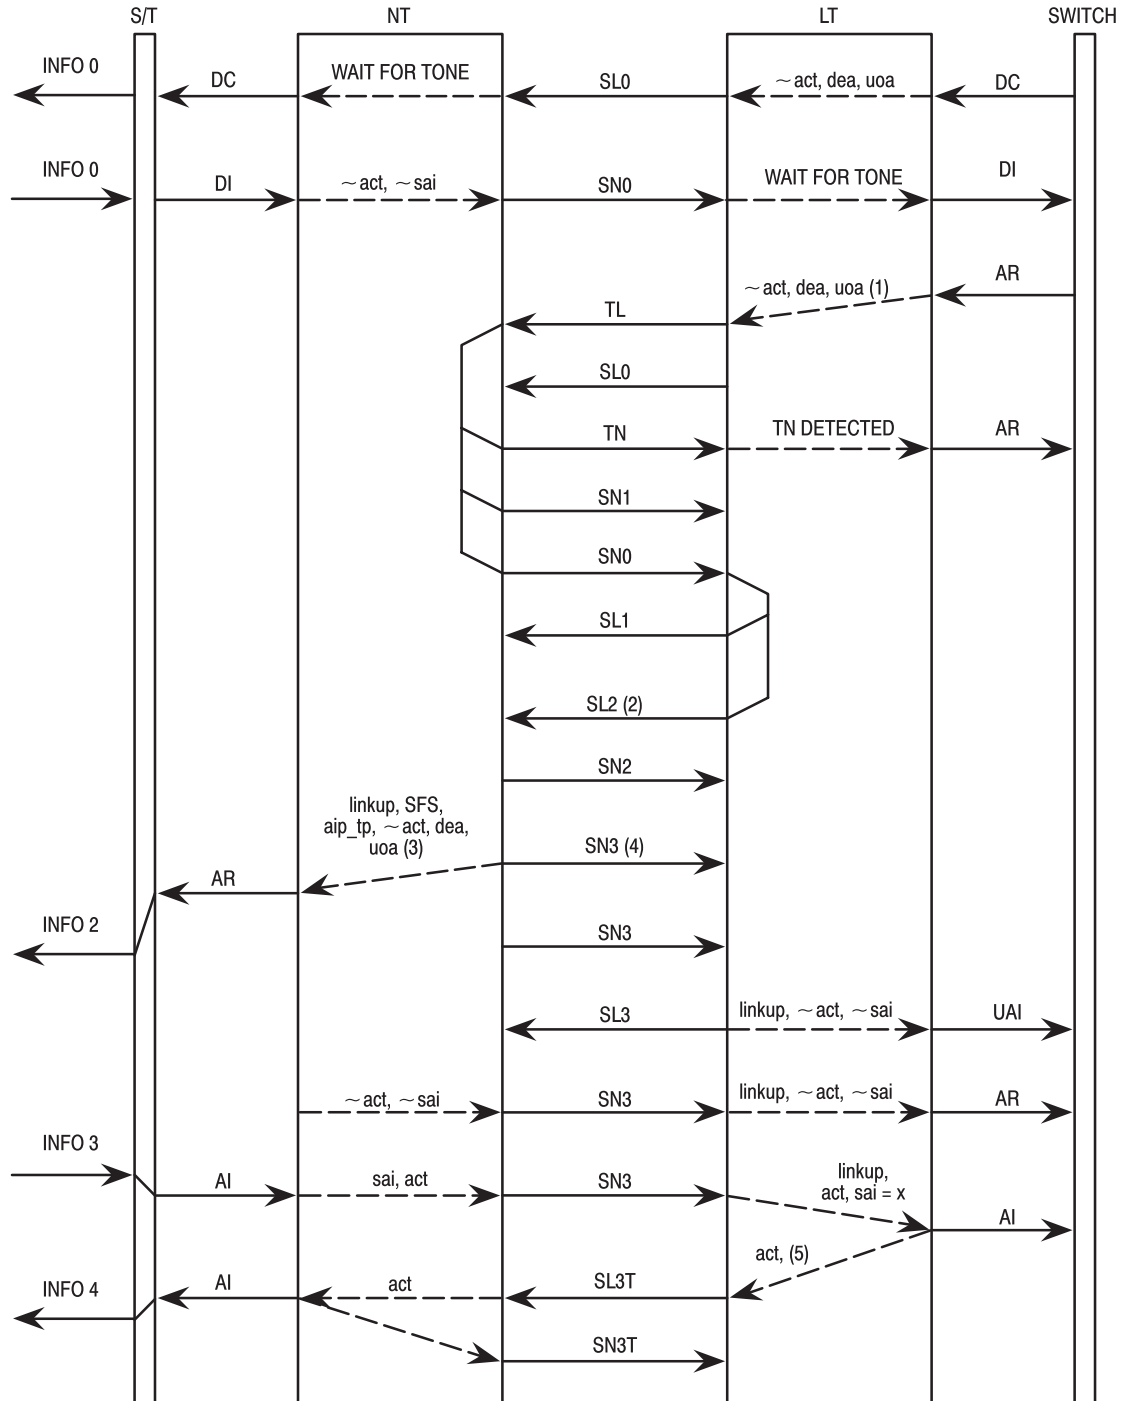 S/T NT LT SWITCH
INFO 0 DC WAIT FOR TONE SL0 ~act, dea, uoa DC
INFO 0 DI ~act, ~sai SN0 WAIT FOR TONE DI
~act, dea, uoa (1) AR
TL
SL0
TN TN DETECTED AR
SN1
SN0
SL1
SL2 (2)
SN2
linkup, SFS,
aip_tp, ~act, dea,
uoa (3)
SN3 (4)
AR
INFO 2
SN3
SL3 linkup, ~act, ~sai UAI
~act, ~sai SN3 linkup, ~act, ~sai AR
INFO 3
AI sai, act SN3
linkup,
act, sai = x
AI
act, (5)
INFO 4 AI act SL3T
SN3T